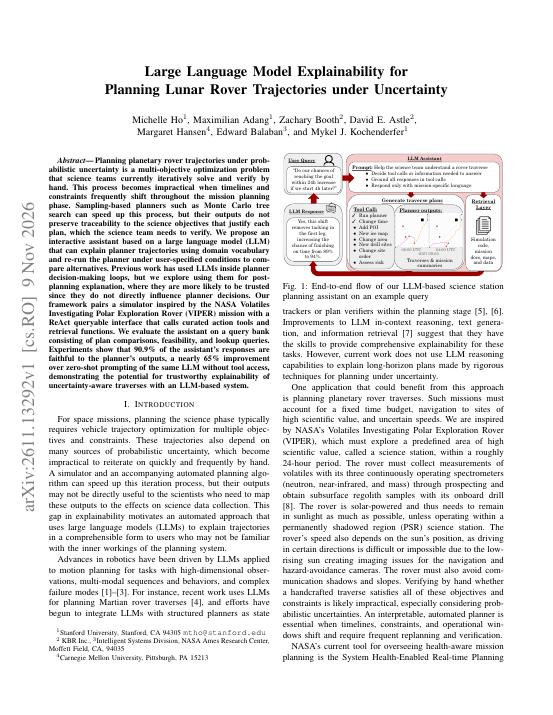 Large Language Model Explainability for
Planning Lunar Rover Trajectories under Uncertainty
Michelle Ho1, Maximilian Adang1, Zachary Booth2, David E. Astle2,
Margaret Hansen4, Edward Balaban3, and Mykel J. Kochenderfer1
arXiv:2611.13292v1 [cs.RO] 9 Nov 2026
Abstract—Planning planetary rover trajectories under prob-
abilistic uncertainty is a multi-objective optimization problem
that science teams currently iteratively solve and verify by
hand. This process becomes impractical when timelines and
constraints frequently shift throughout the mission planning
phase. Sampling-based planners such as Monte Carlo tree
search can speed up this process, but their outputs do not
preserve traceability to the science objectives that justify each
plan, which the science team needs to verify. We propose an
interactive assistant based on a large language model (LLM)
that can explain planner trajectories using domain vocabulary
and re-run the planner under user-specified conditions to com-
pare alternatives. Previous work has used LLMs inside planner
decision-making loops, but we explore using them for post-
planning explanation, where they are more likely to be trusted
since they do not directly influence planner decisions. Our
framework pairs a simulator inspired by the NASA Volatiles
Investigating Polar Exploration Rover (VIPER) mission with a
ReAct queryable interface that calls curated action tools and
retrieval functions. We evaluate the assistant on a query bank
consisting of plan comparisons, feasibility, and lookup queries.
Experiments show that 90.9% of the assistant's responses are
faithful to the planner's outputs, a nearly 65% improvement
over zero-shot prompting of the same LLM without tool access,
demonstrating the potential for trustworthy explainability of
uncertainty-aware traverses with an LLM-based system.
I. INTRODUCTION
For space missions, planning the science phase typically
requires vehicle trajectory optimization for multiple objec-
tives and constraints. These trajectories also depend on
many sources of probabilistic uncertainty, which become
impractical to reiterate on quickly and frequently by hand.
A simulator and an accompanying automated planning algo-
rithm can speed up this iteration process, but their outputs
may not be directly useful to the scientists who need to map
these outputs to the effects on science data collection. This
gap in explainability motivates an automated approach that
uses large language models (LLMs) to explain trajectories
in a comprehensible form to users who may not be familiar
with the inner workings of the planning system.
Advances in robotics have been driven by LLMs applied
to motion planning for tasks with high-dimensional obser-
vations, multi-modal sequences and behaviors, and complex
failure modes [1]–[3]. For instance, recent work uses LLMs
for planning Martian rover traverses [4], and efforts have
begun to integrate LLMs with structured planners as state
1Stanford University, Stanford, CA 94305 mtho@stanford.edu
2 KBR Inc., 3Intelligent Systems Division, NASA Ames Research Center,
Moffett Field, CA, 94035
4Carnegie Mellon University, Pittsburgh, PA 15213
User Query
"Do our chances
of reaching the goal
within 24h increase
if we start 4h later?"
LLM Response
Yes, this shift
removes tasking in
the first leg,
increasing the
chance of finishing
on time from 89%
to 94%.
LLM Assistant
Prompt: Help the science team understand a rover traverse
• Decide tool calls or information needed to answer
• Ground all responses in tool calls
• Respond only with mission-specific language
Generate traverse plans
Tool Call:
Run planner
Change time
Add POI
New ice map
Change area
New drill sites
Change site
order
Assess risk
Planner outputs:
Traverses & mission
summaries
Retrieval
Layer
Simulation
code,
mission
docs, maps,
and data
Fig. 1: End-to-end flow of our LLM-based science station
planning assistant on an example query
trackers or plan verifiers within the planning stage [5], [6].
Improvements to LLM in-context reasoning, text genera-
tion, and information retrieval [7] suggest that they have
the skills to provide comprehensive explainability for these
tasks. However, current work does not use LLM reasoning
capabilities to explain long-horizon plans made by rigorous
techniques for planning under uncertainty.
One application that could benefit from this approach
is planning planetary rover traverses. Such missions must
account for a fixed time budget, navigation to sites of
high scientific value, and uncertain speeds. We are inspired
by NASA's Volatiles Investigating Polar Exploration Rover
(VIPER), which must explore a predefined area of high
scientific value, called a science station, within a roughly
24-hour period. The rover must collect measurements of
volatiles with its three continuously operating spectrometers
(neutron, near-infrared, and mass) through prospecting and
obtain subsurface regolith samples with its onboard drill
[8]. The rover is solar-powered and thus needs to remain
in sunlight as much as possible, unless operating within a
permanently shadowed region (PSR) science station. The
rover's speed also depends on the sun's position, as driving
in certain directions is difficult or impossible due to the low-
rising sun creating imaging issues for the navigation and
hazard-avoidance cameras. The rover must also avoid com-
munication shadows and slopes. Verifying by hand whether
a handcrafted traverse satisfies all of these objectives and
constraints is likely impractical, especially considering prob-
abilistic uncertainties. An interpretable, automated planner is
essential when timelines, constraints, and operational win-
dows shift and require frequent replanning and verification.
NASA's current tool for overseeing health-aware mission
planning is the System Health-Enabled Real-time Planning